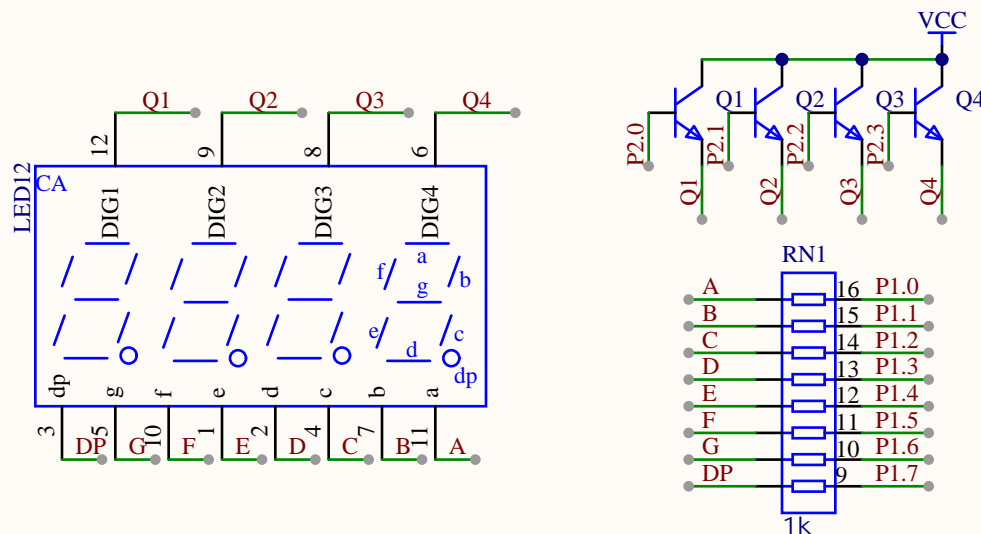 VCC
Q1 Q2 Q3 Q4
Q1 Q2 Q3 Q4
P2.0 P2.1 P2.2 P2.3
12 9 8 6
LED12
CA
Q1 Q2 Q3 Q4
DIG1 DIG2 DIG3 DIG4
a
f b
g
e c
d
dp
dp g f e d c b a
3 5 10 1 2 4 7 11
DP G F E D C B A
RN1
A 16 P1.0
B 15 P1.1
C 14 P1.2
D 13 P1.3
E 12 P1.4
F 11 P1.5
G 10 P1.6
DP 9 P1.7
1k